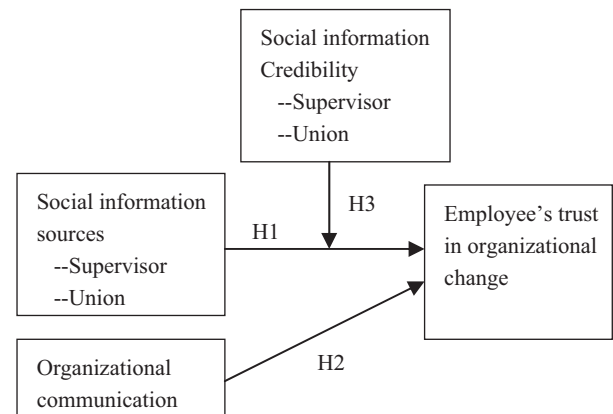 Social information
Credibility
--Supervisor
--Union
H3
Social information
sources
--Supervisor
--Union
H1
Employee’s trust
in organizational
change
H2
Organizational
communication